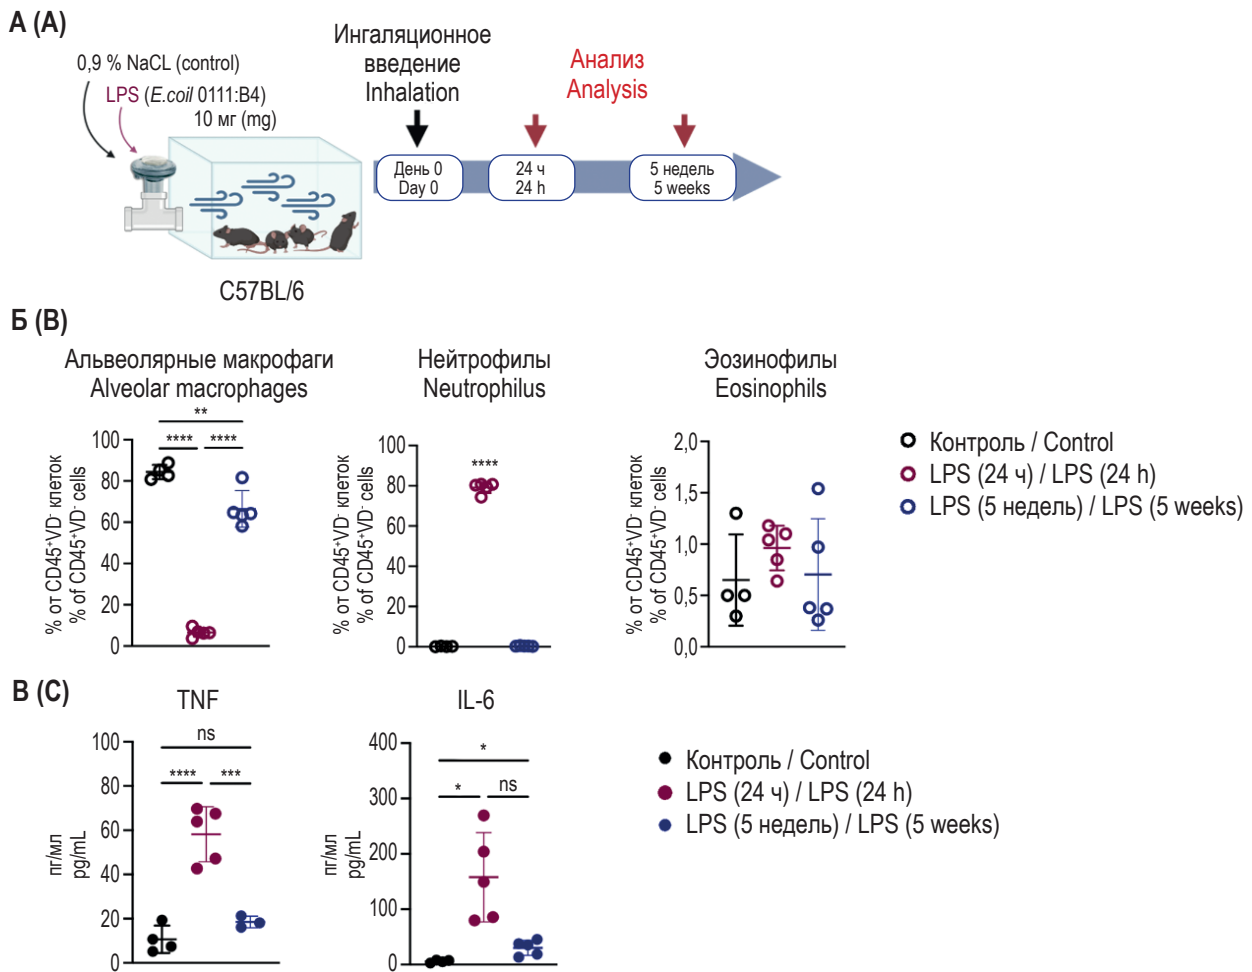 А (A)
0,9 % NaCL (control)
LPS (E.coil 0111:B4)
10 мг (mg)
C57BL/6
Ингаляционное
введение
Inhalation
Анализ
Analysis
День 0
Day 0
24 ч
24 h
5 недель
5 weeks
Б (B)
Альвеолярные макрофаги
Alveolar macrophages
% от CD45⁺VD⁻ клеток
% of CD45⁺VD⁻ cells
100
80
60
40
20
0
**
**** ****
Нейтрофилы
Neutrophilus
% от CD45⁺VD⁻ клеток
% of CD45⁺VD⁻ cells
100
80
60
80
20
0
****
Эозинофилы
Eosinophils
% от CD45⁺VD⁻ клеток
% of CD45⁺VD⁻ cells
2,0
1,5
1,0
0,5
0,0
Контроль / Control
LPS (24 ч) / LPS (24 h)
LPS (5 недель) / LPS (5 weeks)
В (C)
TNF
пг/мл
pg/mL
100
80
60
40
20
0
ns
**** ***
IL-6
пг/мл
pg/mL
400
300
200
100
0
*
* ns
Контроль / Control
LPS (24 ч) / LPS (24 h)
LPS (5 недель) / LPS (5 weeks)